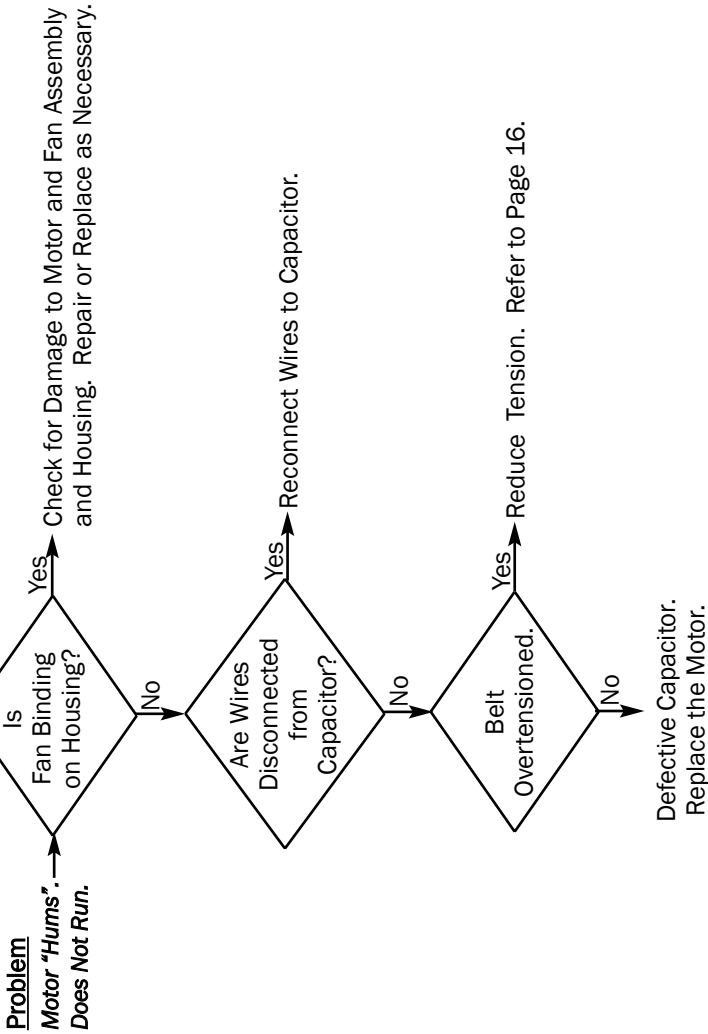 Problem
Motor “Hums”.
Does Not Run.
Is
Fan Binding
on Housing?
Yes
Check for Damage to Motor and Fan Assembly
and Housing.  Repair or Replace as Necessary.
No
Are Wires
Disconnected
from
Capacitor?
Yes
Reconnect Wires to Capacitor.
No
Belt
Overtensioned.
Yes
Reduce  Tension.  Refer to Page 16.
No
Defective Capacitor.
Replace the Motor.